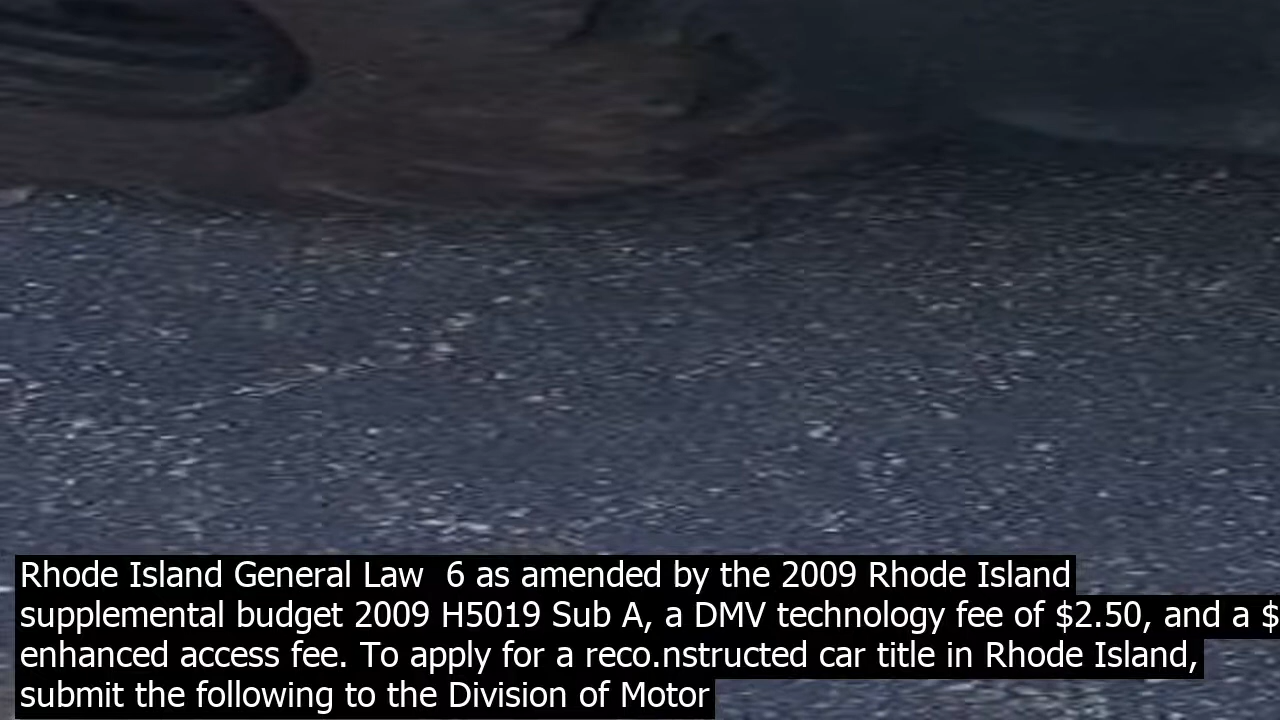 Rhode Island General Law  6 as amended by the 2009 Rhode Island
supplemental budget 2009 H5019 Sub A, a DMV technology fee of $2.50, and a $
enhanced access fee. To apply for a reco.nstructed car title in Rhode Island,
submit the following to the Division of Motor